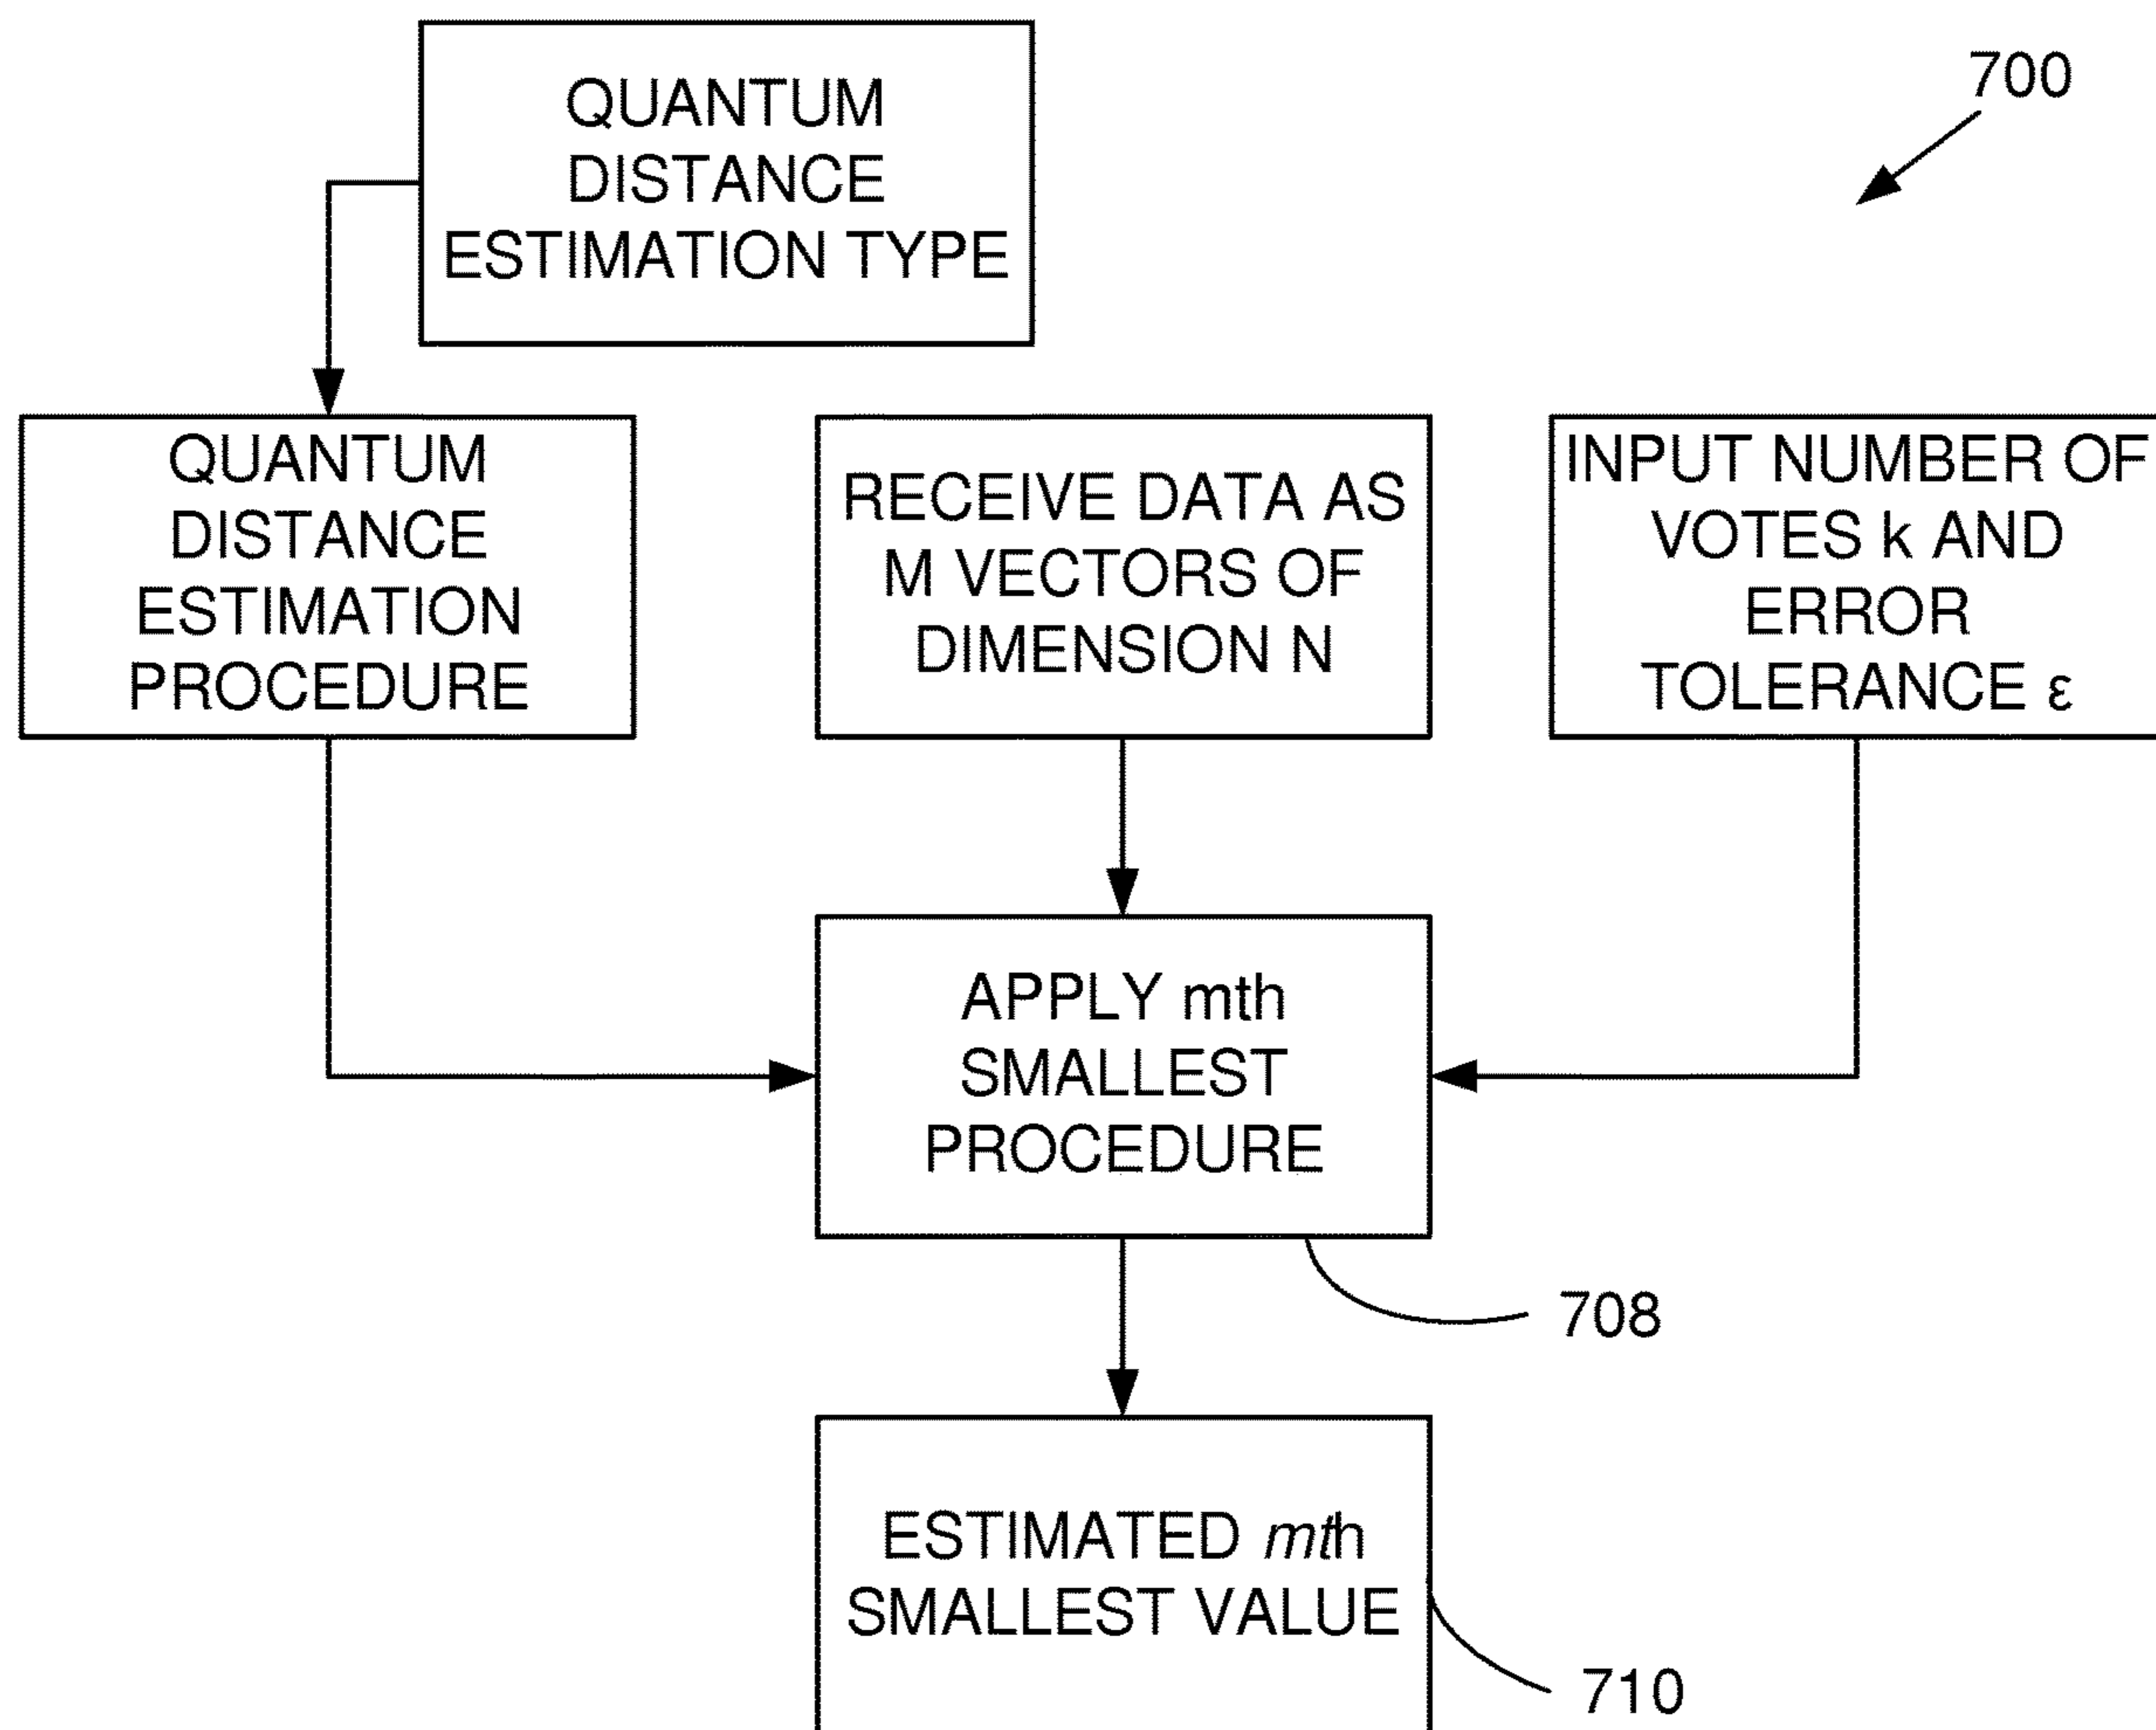 QUANTUM
DISTANCE
ESTIMATION TYPE
700
QUANTUM
DISTANCE
ESTIMATION
PROCEDURE
RECEIVE DATA AS
M VECTORS OF
DIMENSION N
INPUT NUMBER OF
VOTES k AND
ERROR
TOLERANCE ε
APPLY mth
SMALLEST
PROCEDURE
708
ESTIMATED mth
SMALLEST VALUE
710